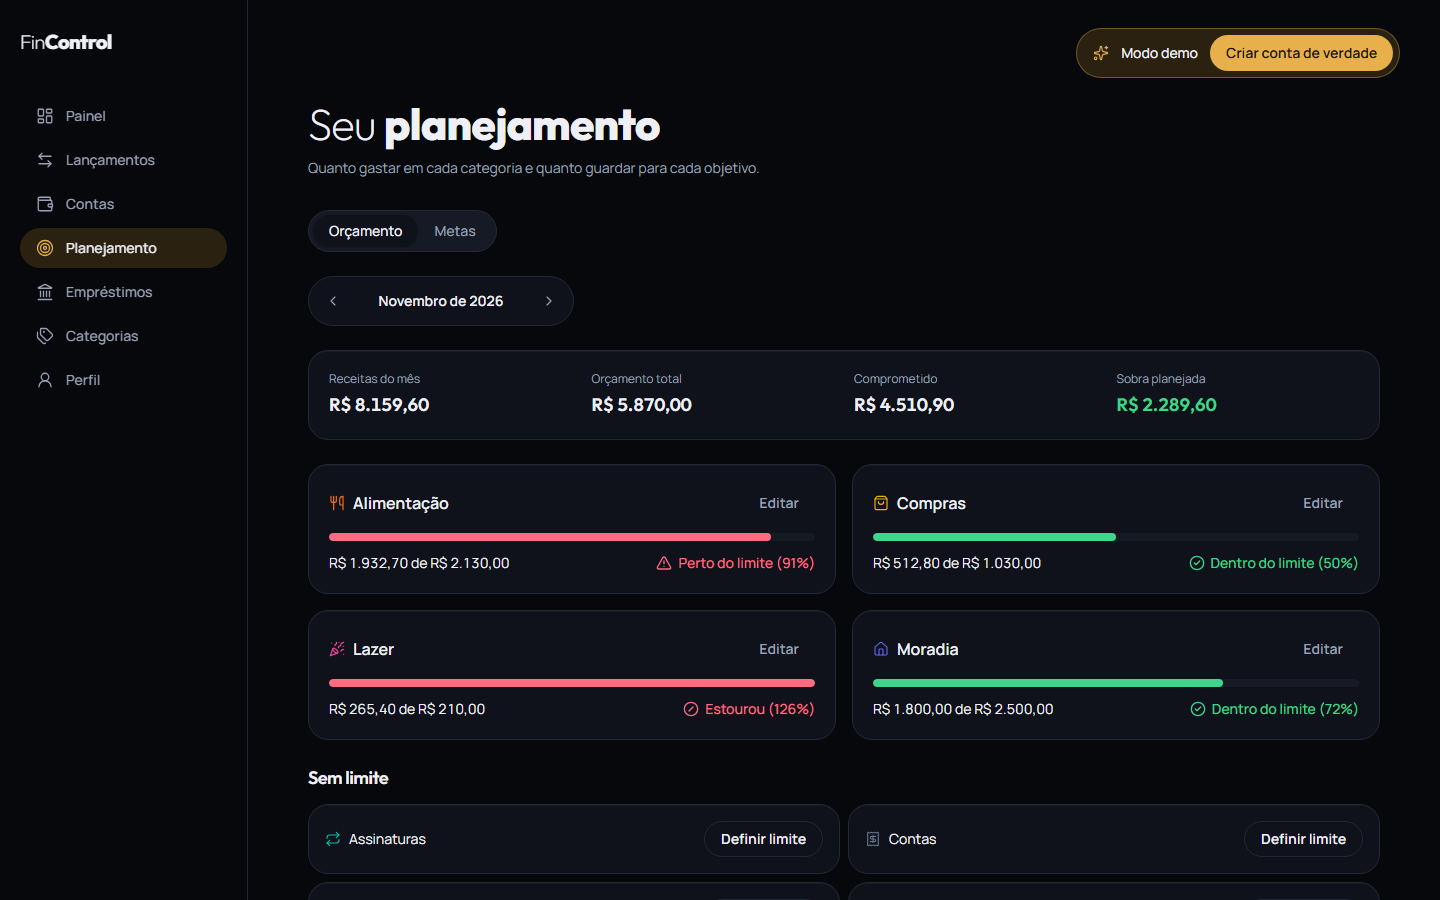 FinControl
Modo demo
Criar conta de verdade
Painel
Lançamentos
Contas
Planejamento
Empréstimos
Categorias
Perfil
Seu planejamento
Quanto gastar em cada categoria e quanto guardar para cada objetivo.
Orçamento
Metas
Novembro de 2026
Receitas do mês
R$ 8.159,60
Orçamento total
R$ 5.870,00
Comprometido
R$ 4.510,90
Sobra planejada
R$ 2.289,60
Alimentação
Editar
R$ 1.932,70 de R$ 2.130,00
Perto do limite (91%)
Compras
Editar
R$ 512,80 de R$ 1.030,00
Dentro do limite (50%)
Lazer
Editar
R$ 265,40 de R$ 210,00
Estourou (126%)
Moradia
Editar
R$ 1.800,00 de R$ 2.500,00
Dentro do limite (72%)
Sem limite
Assinaturas
Definir limite
Contas
Definir limite